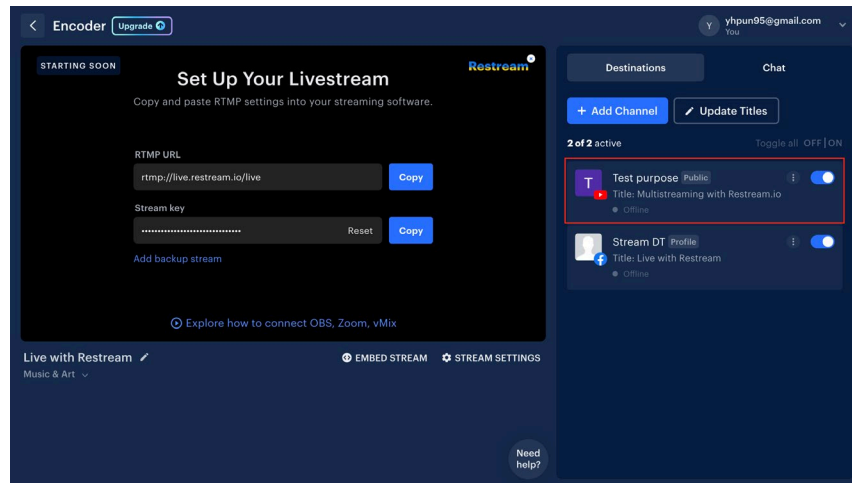 Encoder Upgrade
Y yhpun95@gmail.com
You
STARTING SOON
Restream
Set Up Your Livestream
Copy and paste RTMP settings into your streaming software.
RTMP URL
rtmp://live.restream.io/live Copy
Stream key
•••••••••••••••••••••••••••••• Reset Copy
Add backup stream
Explore how to connect OBS, Zoom, vMix
Live with Restream
Music & Art
EMBED STREAM STREAM SETTINGS
Need
help?
Destinations Chat
+ Add Channel Update Titles
2 of 2 active Toggle all OFF|ON
T Test purpose Public
Title: Multistreaming with Restream.io
Offline
Stream DT Profile
Title: Live with Restream
Offline